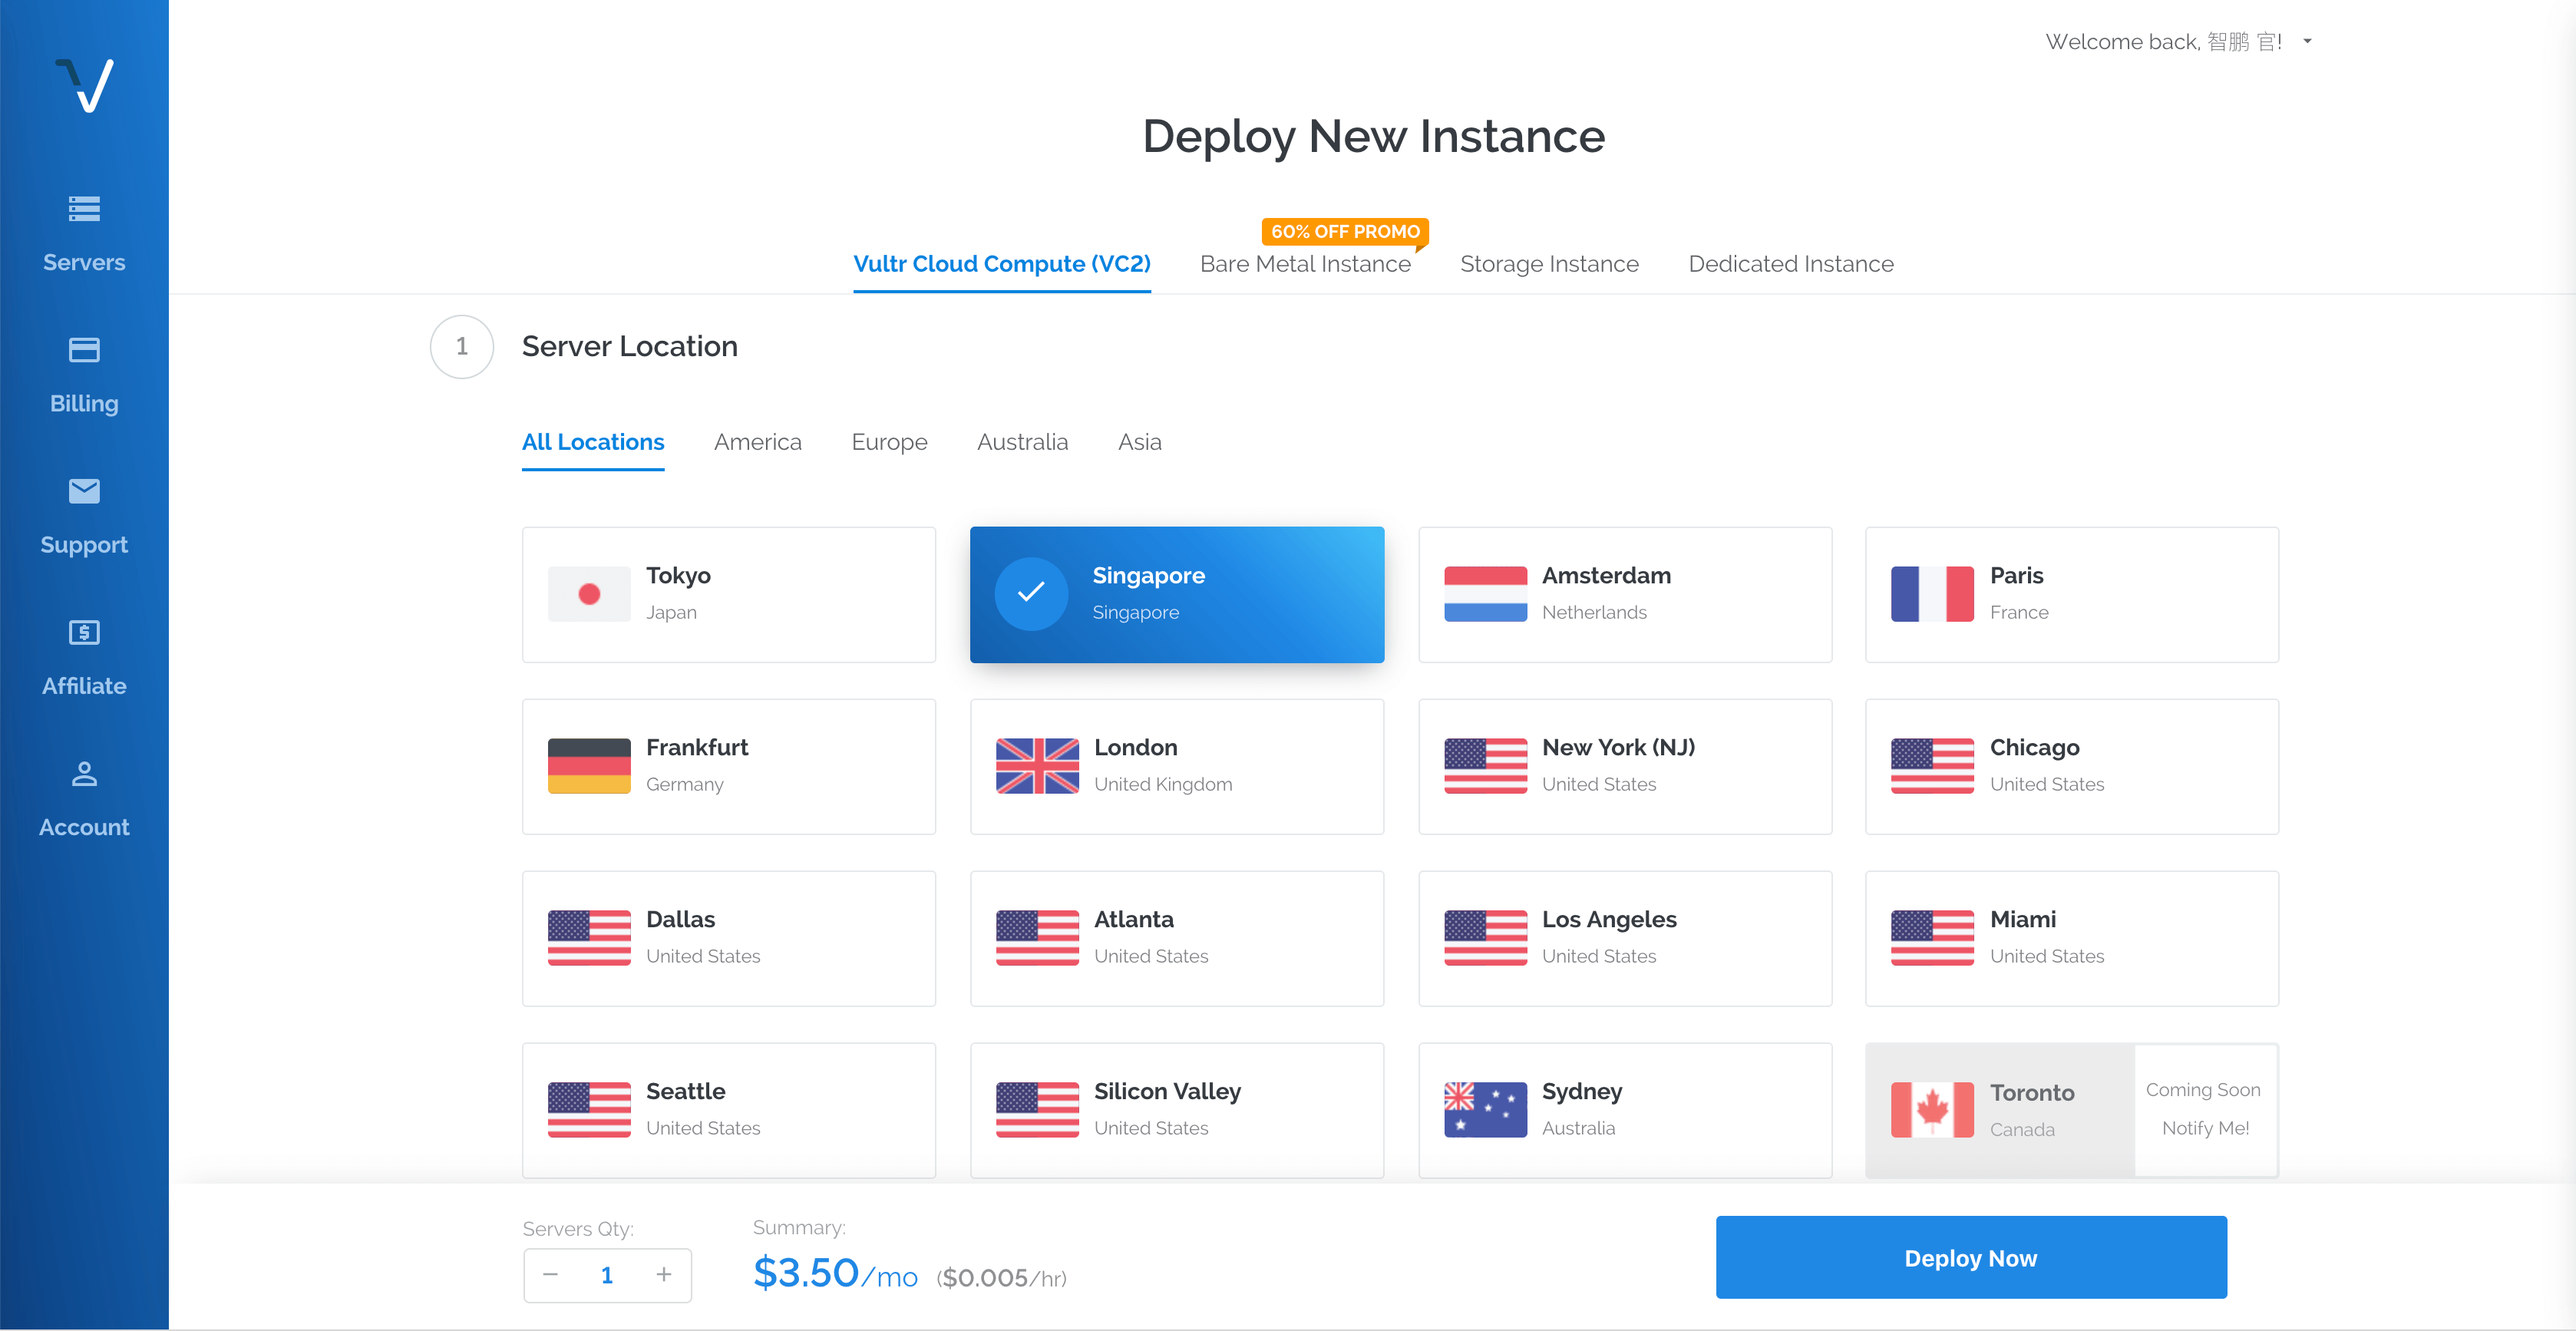 Welcome back, 智鹏 官!
Deploy New Instance
60% OFF PROMO
Vultr Cloud Compute (VC2) Bare Metal Instance Storage Instance Dedicated Instance
Servers
Billing
Support
Affiliate
Account
1 Server Location
All Locations America Europe Australia Asia
Tokyo
Japan
Singapore
Singapore
Amsterdam
Netherlands
Paris
France
Frankfurt
Germany
London
United Kingdom
New York (NJ)
United States
Chicago
United States
Dallas
United States
Atlanta
United States
Los Angeles
United States
Miami
United States
Seattle
United States
Silicon Valley
United States
Sydney
Australia
Toronto
Canada
Coming Soon
Notify Me!
Servers Qty:
1
Summary:
$3.50/mo ($0.005/hr)
Deploy Now